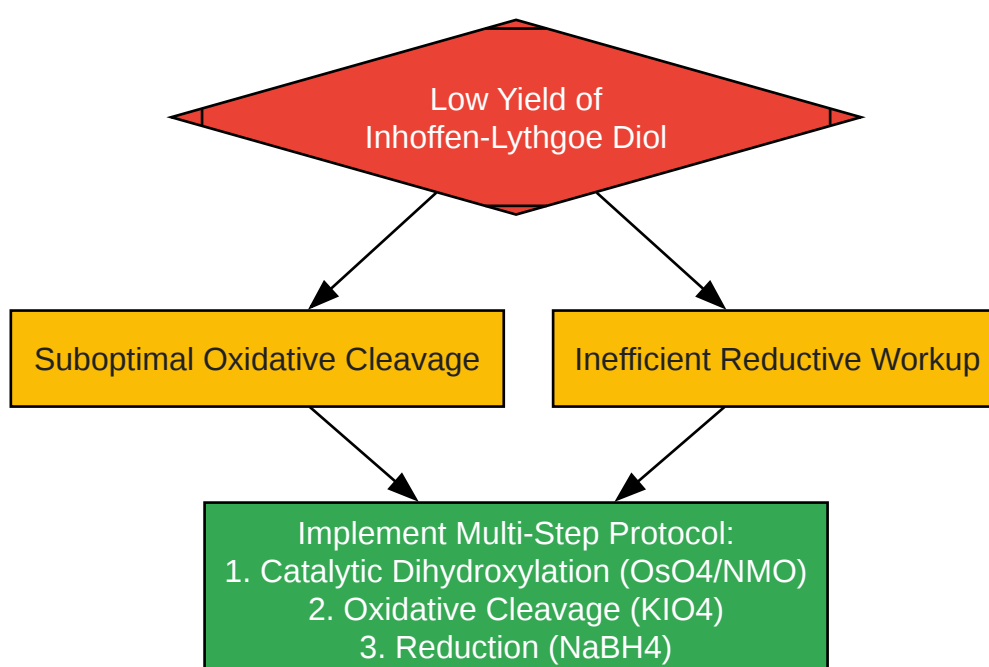 Low Yield of
Inhoffen-Lythgoe Diol
Suboptimal Oxidative Cleavage
Inefficient Reductive Workup
Implement Multi-Step Protocol:
1. Catalytic Dihydroxylation (OsO4/NMO)
2. Oxidative Cleavage (KIO4)
3. Reduction (NaBH4)